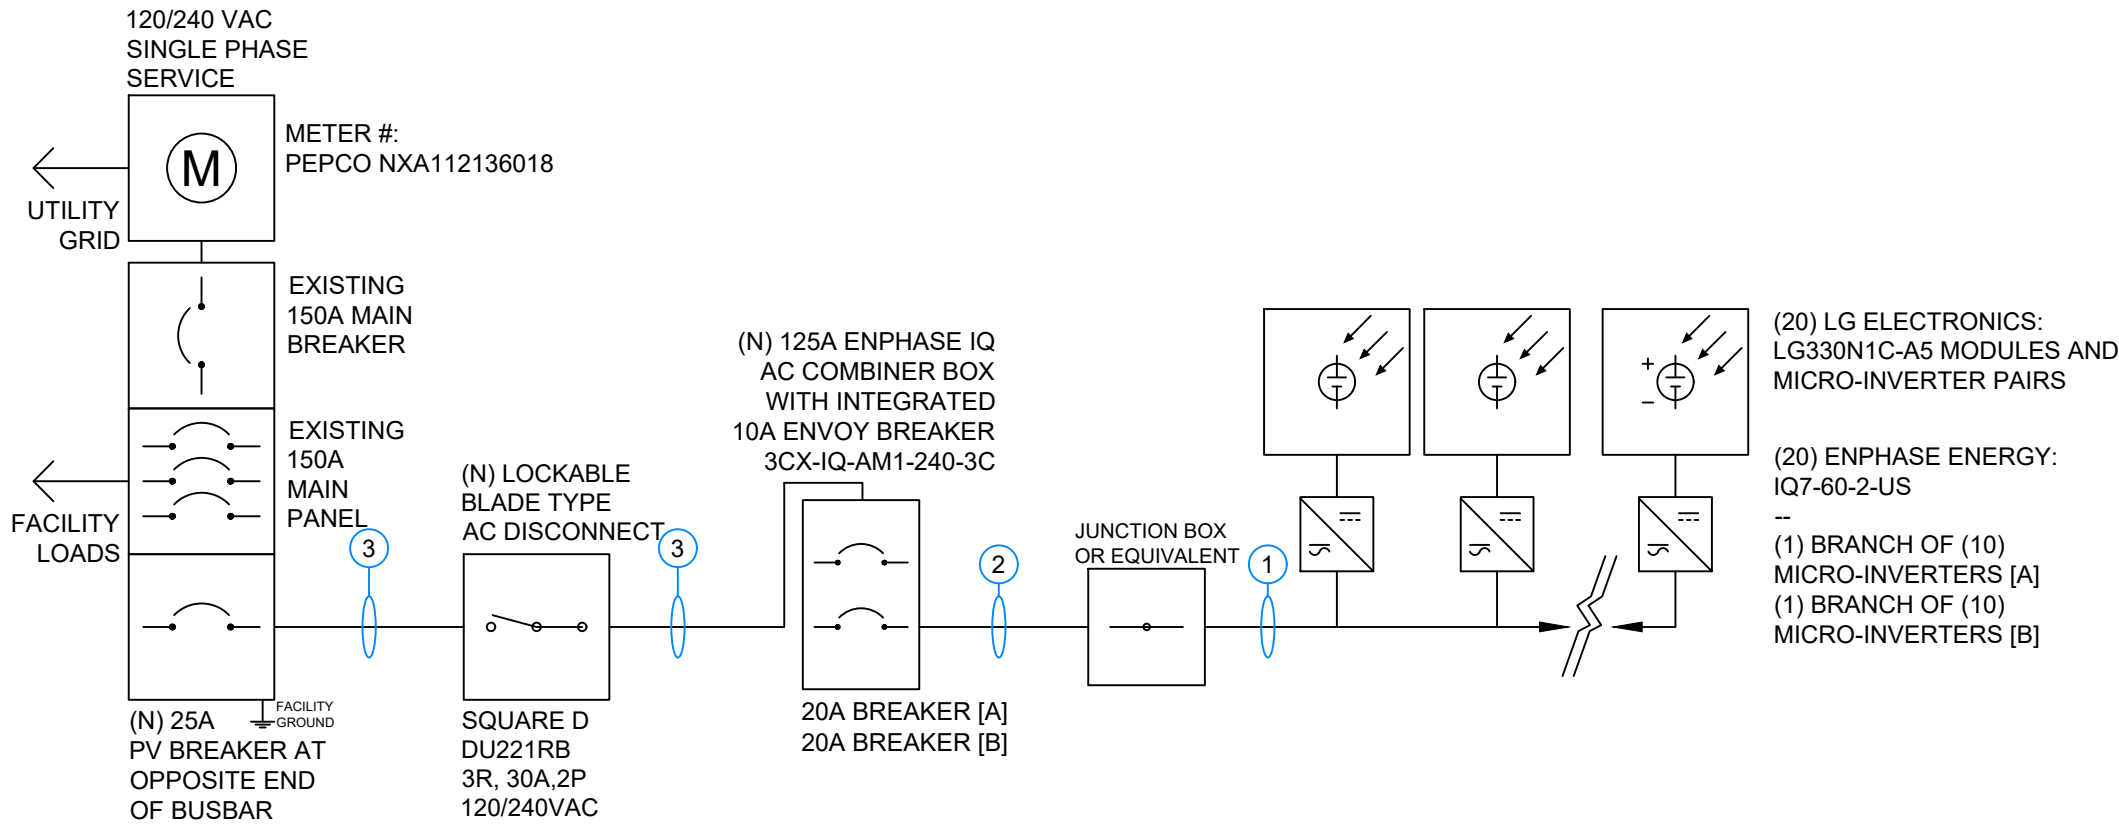 120/240 VAC
SINGLE PHASE
SERVICE
M
METER #:
PEPCO NXA112136018
UTILITY
GRID
EXISTING
150A MAIN
BREAKER
EXISTING
150A
MAIN
PANEL
FACILITY
LOADS
(N) 25A
PV BREAKER AT
OPPOSITE END
OF BUSBAR
FACILITY
GROUND
3
(N) LOCKABLE
BLADE TYPE
AC DISCONNECT
SQUARE D
DU221RB
3R, 30A,2P
120/240VAC
3
(N) 125A ENPHASE IQ
AC COMBINER BOX
WITH INTEGRATED
10A ENVOY BREAKER
3CX-IQ-AM1-240-3C
20A BREAKER [A]
20A BREAKER [B]
2
JUNCTION BOX
OR EQUIVALENT
1
+
–
(20) LG ELECTRONICS:
LG330N1C-A5 MODULES AND
MICRO-INVERTER PAIRS
(20) ENPHASE ENERGY:
IQ7-60-2-US
--
(1) BRANCH OF (10)
MICRO-INVERTERS [A]
(1) BRANCH OF (10)
MICRO-INVERTERS [B]